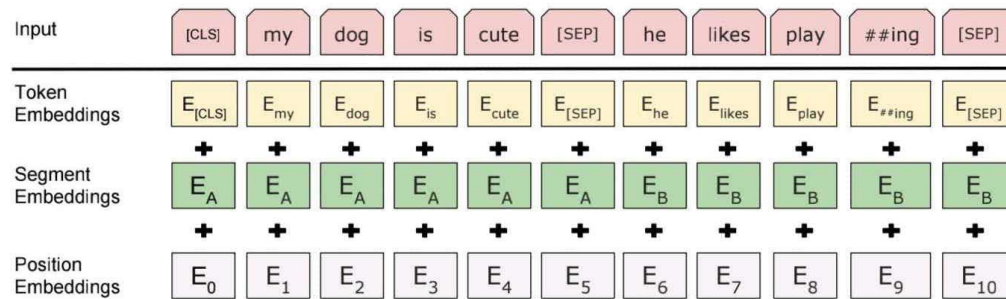 Input [CLS] my dog is cute [SEP] he likes play ##ing [SEP]
Token Embeddings E[CLS] Emy Edog Eis Ecute E[SEP] Ehe Elikes Eplay E##ing E[SEP]
+ + + + + + + + + + +
Segment Embeddings EA EA EA EA EA EA EB EB EB EB EB
+ + + + + + + + + + +
Position Embeddings E0 E1 E2 E3 E4 E5 E6 E7 E8 E9 E10